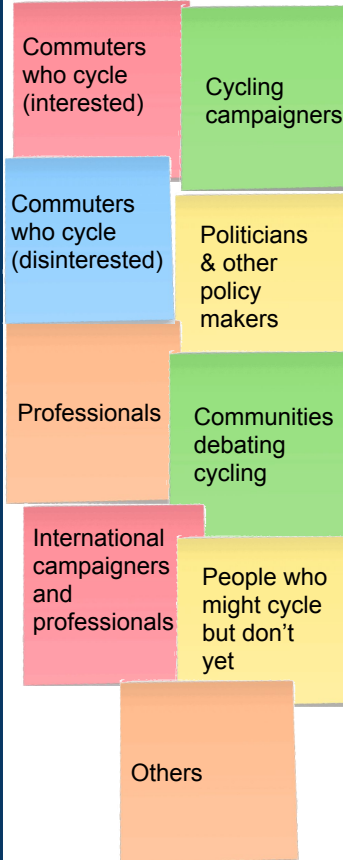 Commuters
who cycle
(interested)
Cycling
campaigners
Commuters
who cycle
(disinterested)
Politicians
& other
policy
makers
Professionals
Communities
debating
cycling
International
campaigners
and
professionals
People who
might cycle
but don't
yet
Others